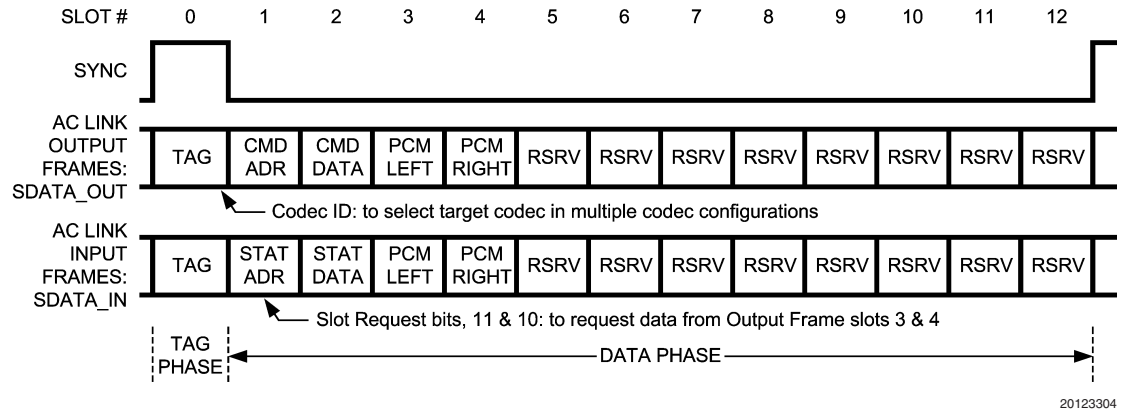 SLOT # 0 1 2 3 4 5 6 7 8 9 10 11 12
SYNC
AC LINK
OUTPUT
FRAMES:
SDATA_OUT
TAG
CMD
ADR
CMD
DATA
PCM
LEFT
PCM
RIGHT
RSRV RSRV RSRV RSRV RSRV RSRV RSRV RSRV
Codec ID: to select target codec in multiple codec configurations
AC LINK
INPUT
FRAMES:
SDATA_IN
TAG
STAT
ADR
STAT
DATA
PCM
LEFT
PCM
RIGHT
RSRV RSRV RSRV RSRV RSRV RSRV RSRV RSRV
Slot Request bits, 11 & 10: to request data from Output Frame slots 3 & 4
TAG
PHASE
DATA PHASE
20123304